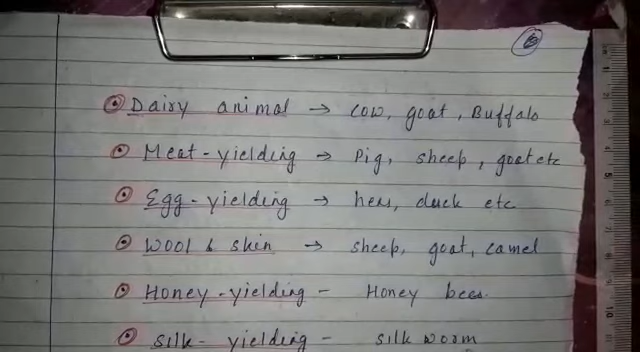 6
Dairy animal → cow, goat, Buffalo
Meat-yielding → Pig, sheep, goat etc
Egg-yielding → hen, duck etc
Wool & skin → sheep, goat, camel
Honey-yielding - Honey bees.
silk-yielding - silk worm